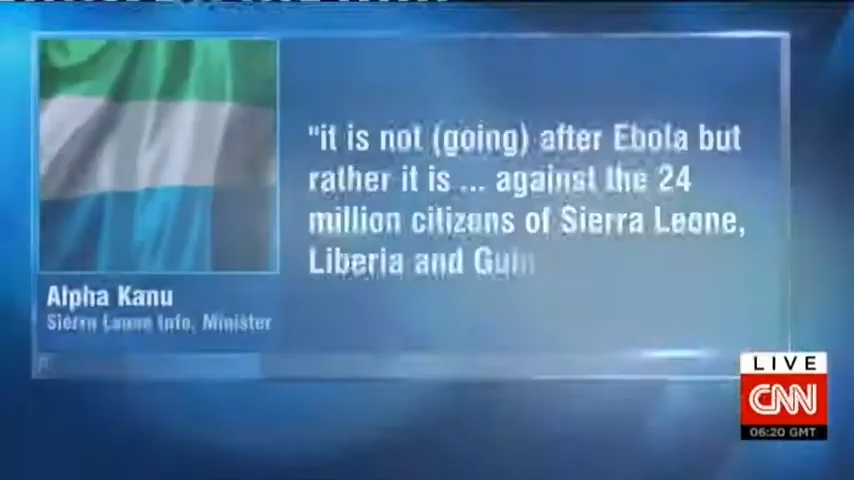 "it is not (going) after Ebola but
rather it is ... against the 24
million citizens of Sierra Leone,
Liberia and Guin
Alpha Kanu
Sierra Leone Info. Minister
LIVE
CNN
06:20 GMT